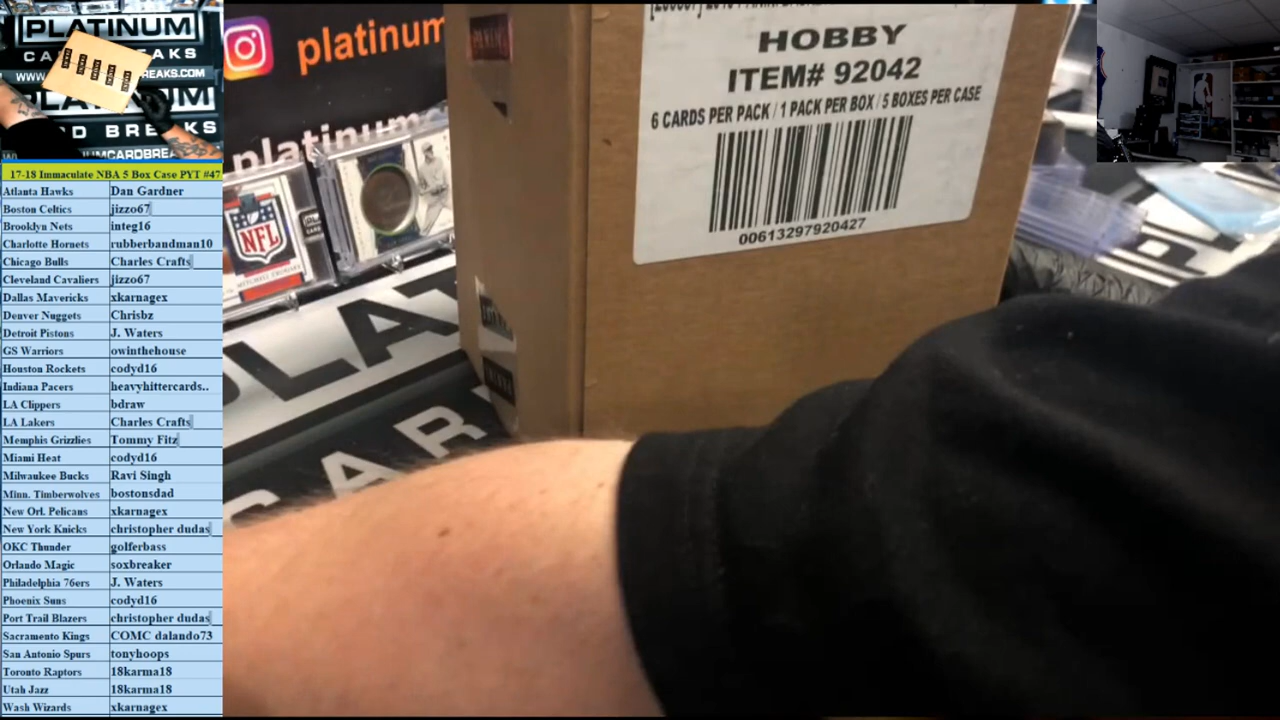 PLATINUM
platinum
platinum
NFL
HOBBY
ITEM# 92042
6 CARDS PER PACK / 1 PACK PER BOX / 5 BOXES PER CASE
00613297920427
17-18 Immaculate NBA 5 Box Case PYT #47
Atlanta Hawks Dan Gardner
Boston Celtics jizzo67
Brooklyn Nets integ16
Charlotte Hornets rubberbandman10
Chicago Bulls Charles Crafts
Cleveland Cavaliers jizzo67
Dallas Mavericks xkarnagex
Denver Nuggets Chrisbz
Detroit Pistons J. Waters
GS Warriors owinthehouse
Houston Rockets codyd16
Indiana Pacers heavyhittercards..
LA Clippers bdraw
LA Lakers Charles Crafts
Memphis Grizzlies Tommy Fitz
Miami Heat codyd16
Milwaukee Bucks Ravi Singh
Minn. Timberwolves bostonsdad
New Orl. Pelicans xkarnagex
New York Knicks christopher dudas
OKC Thunder golferbass
Orlando Magic soxbreaker
Philadelphia 76ers J. Waters
Phoenix Suns codyd16
Port Trail Blazers christopher dudas
Sacramento Kings COMC dalando73
San Antonio Spurs tonyhoops
Toronto Raptors 18karma18
Utah Jazz 18karma18
Wash Wizards xkarnagex